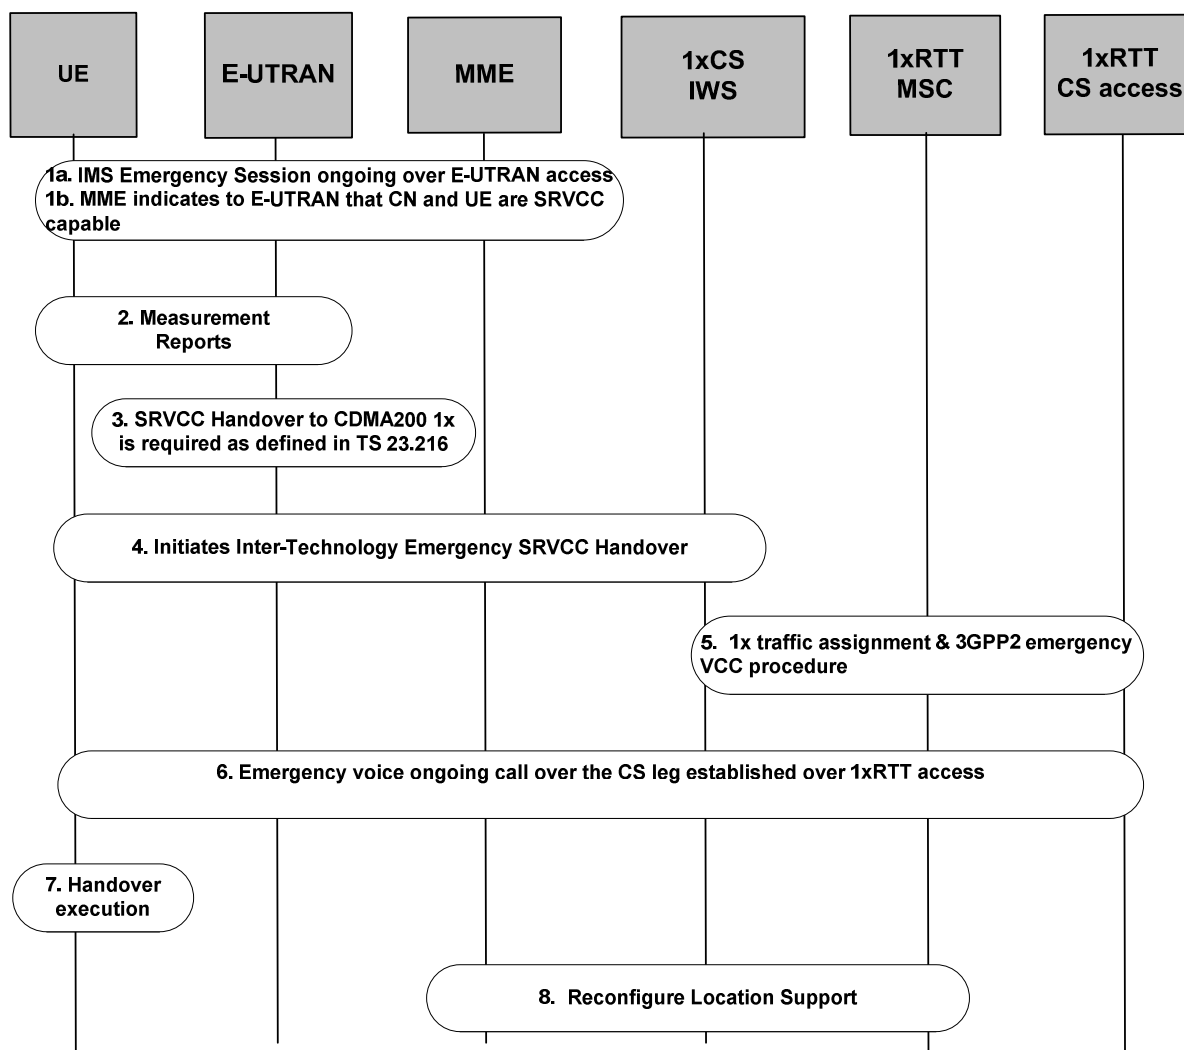 UE
E-UTRAN
MME
1xCS
IWS
1xRTT
MSC
1xRTT
CS access
1a. IMS Emergency Session ongoing over E-UTRAN access
1b. MME indicates to E-UTRAN that CN and UE are SRVCC
capable
2. Measurement
Reports
3. SRVCC Handover to CDMA200 1x
is required as defined in TS 23.216
4. Initiates Inter-Technology Emergency SRVCC Handover
5. 1x traffic assignment & 3GPP2 emergency
VCC procedure
6. Emergency voice ongoing call over the CS leg established over 1xRTT access
7. Handover
execution
8. Reconfigure Location Support